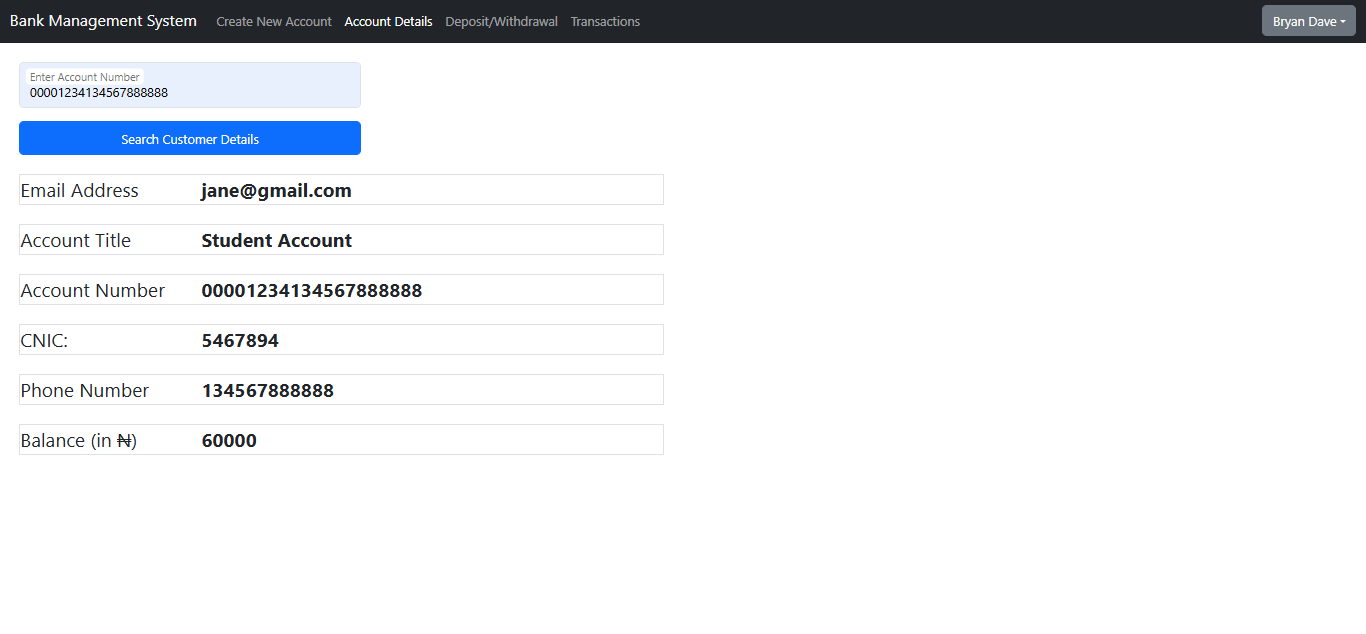 Bank Management System Create New Account Account Details Deposit/Withdrawal Transactions Bryan Dave
Enter Account Number
00001234134567888888
Search Customer Details
Email Address jane@gmail.com
Account Title Student Account
Account Number 00001234134567888888
CNIC: 5467894
Phone Number 134567888888
Balance (in ₦) 60000